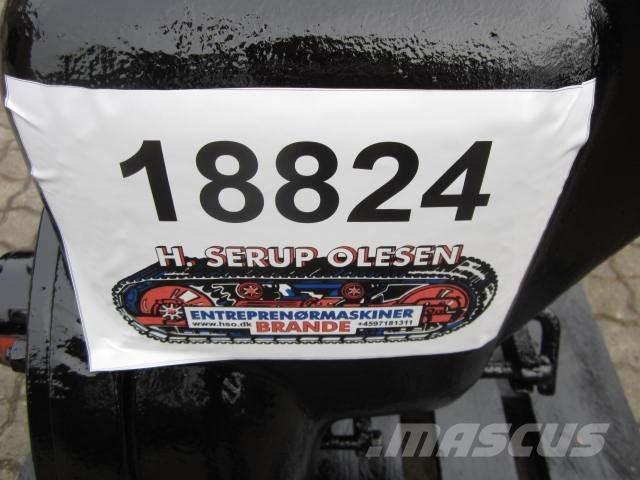 18824
H. SERUP OLESEN
ENTREPRENØRMASKINER
www.hso.dk BRANDE +4597181311
MASCUS